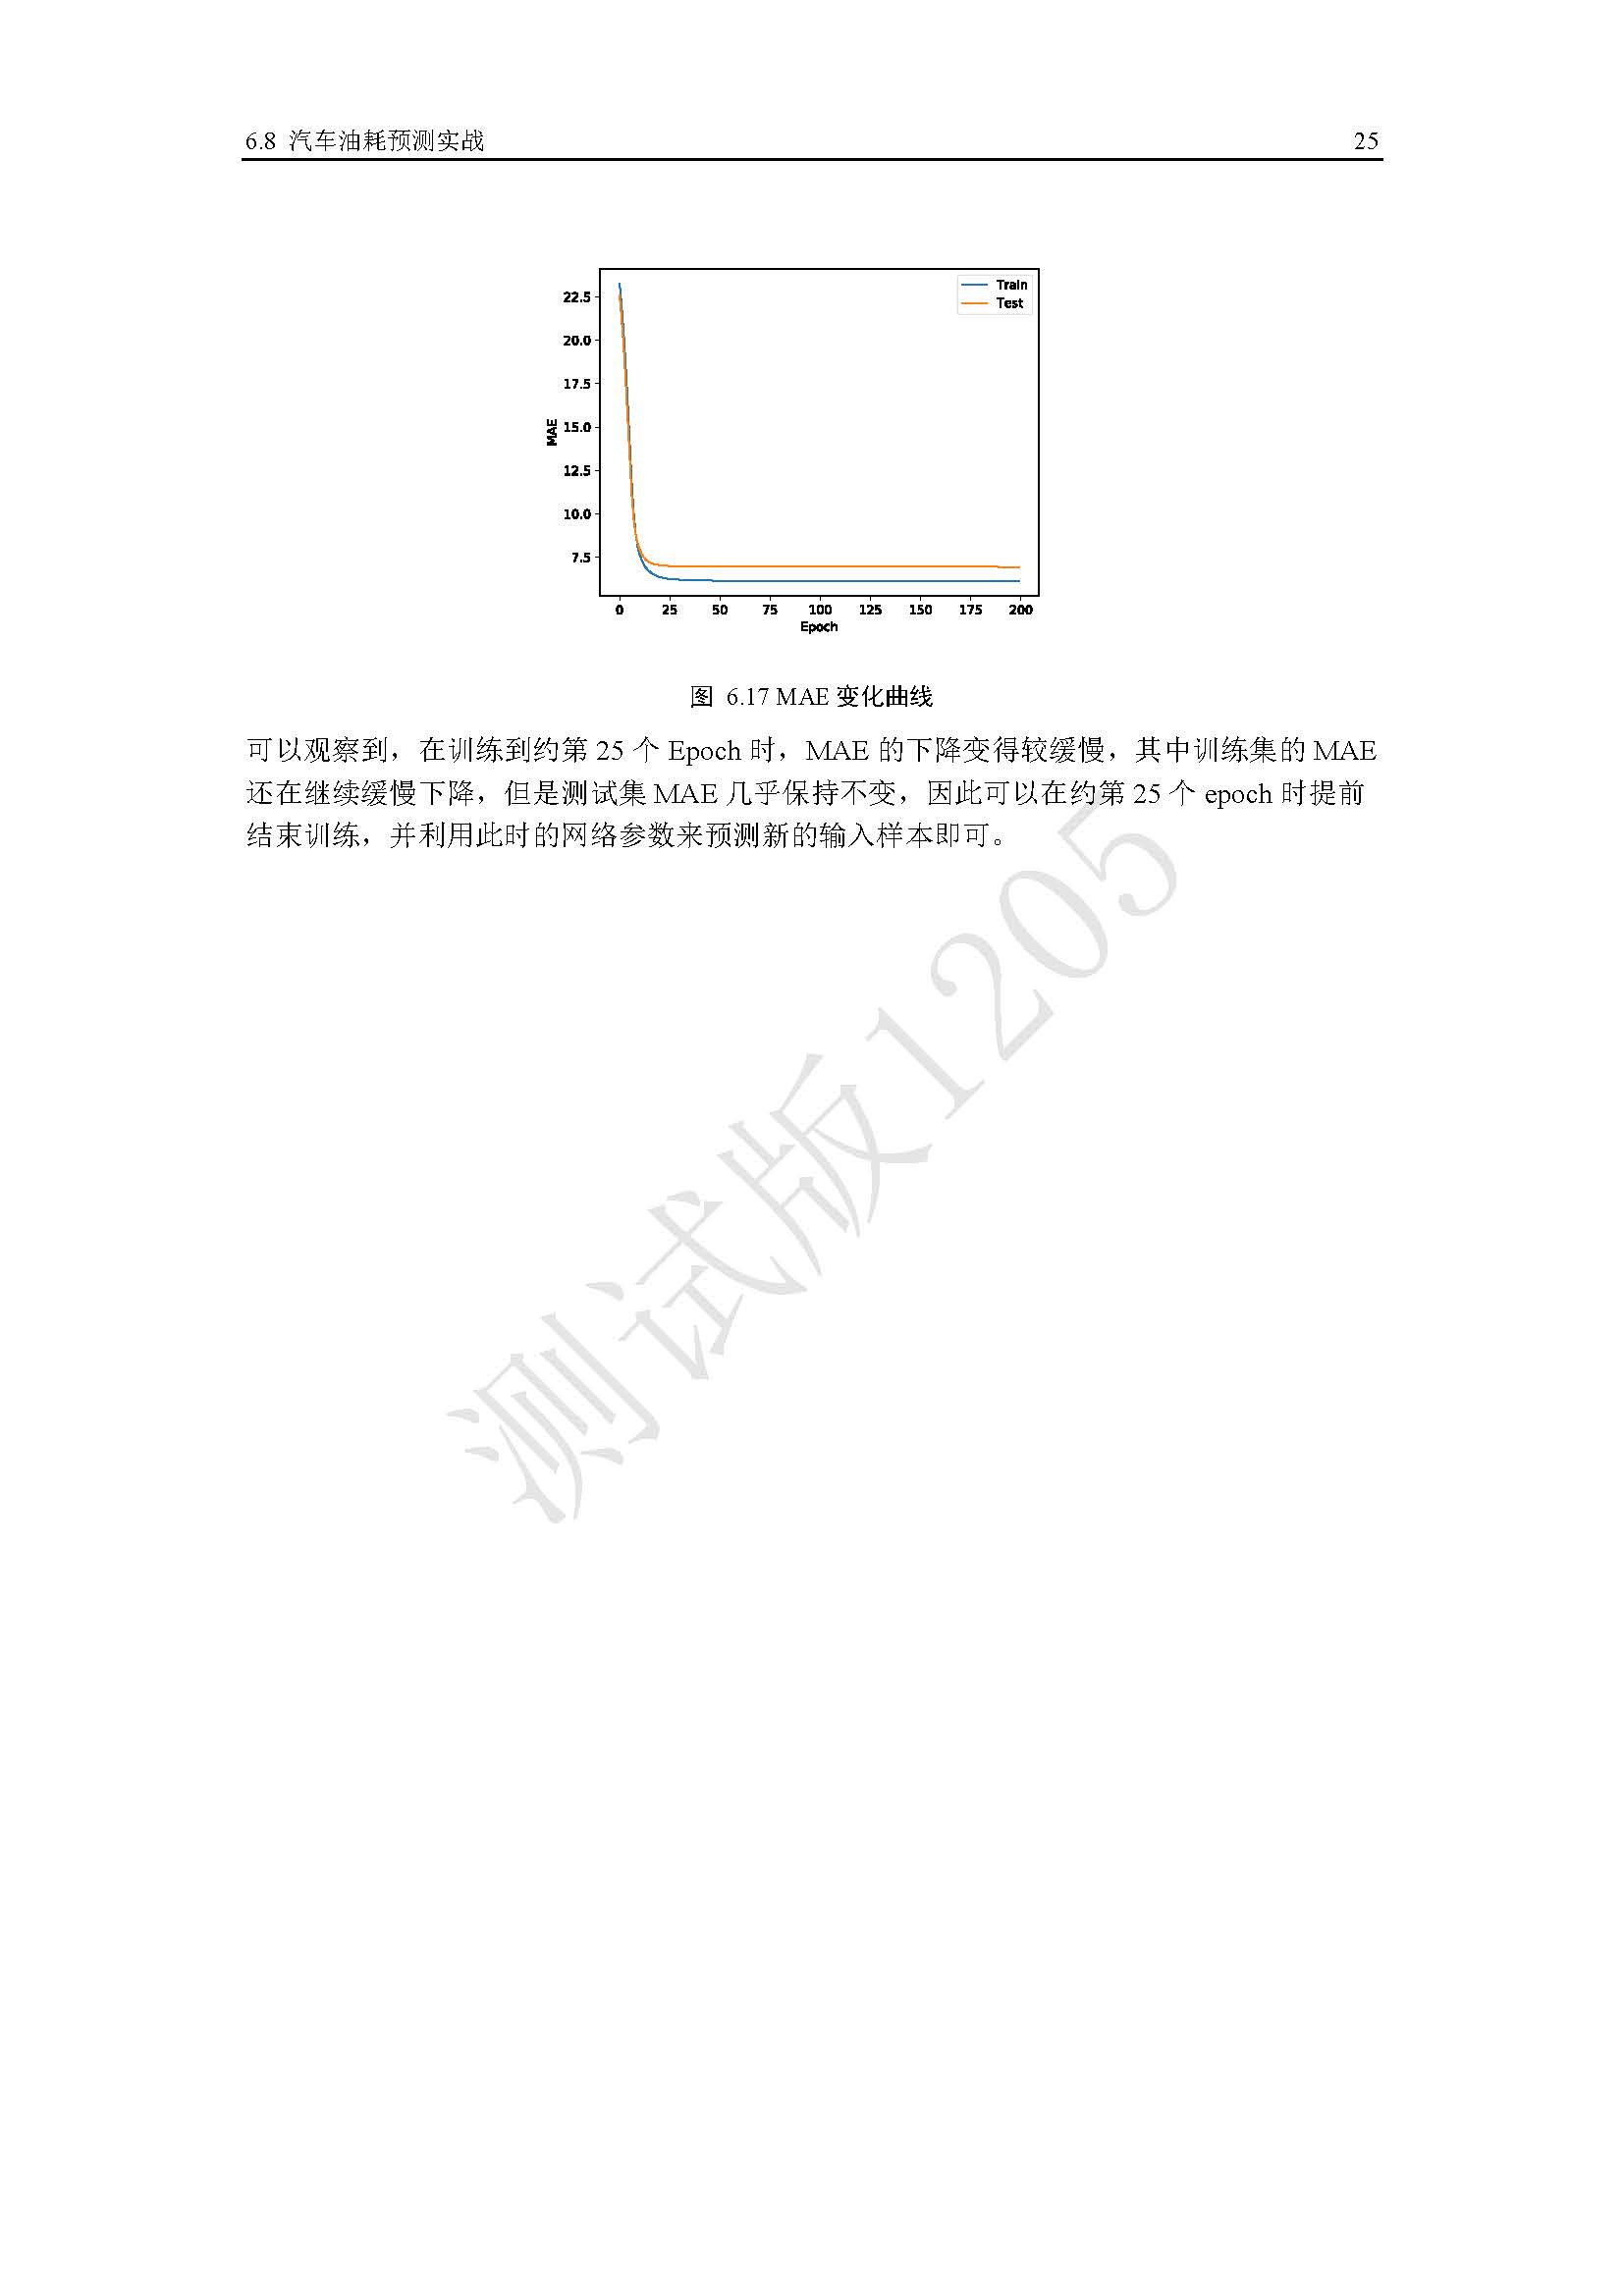 6.8 汽车油耗预测实战 25
Train
Test
22.5
20.0
17.5
15.0
12.5
10.0
7.5
MAE
0 25 50 75 100 125 150 175 200
Epoch
图 6.17 MAE 变化曲线
可以观察到，在训练到约第 25 个 Epoch 时，MAE 的下降变得较缓慢，其中训练集的 MAE
还在继续缓慢下降，但是测试集 MAE 几乎保持不变，因此可以在约第 25 个 epoch 时提前
结束训练，并利用此时的网络参数来预测新的输入样本即可。
测试版1205